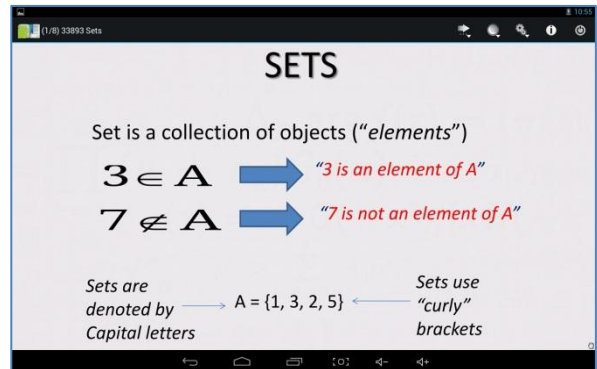 10:55
(1/8) 33893 Sets
SETS
Set is a collection of objects (“elements”)
3 ∈ A
“3 is an element of A”
7 ∉ A
“7 is not an element of A”
Sets are
denoted by
Capital letters
A = {1, 3, 2, 5}
Sets use
“curly”
brackets